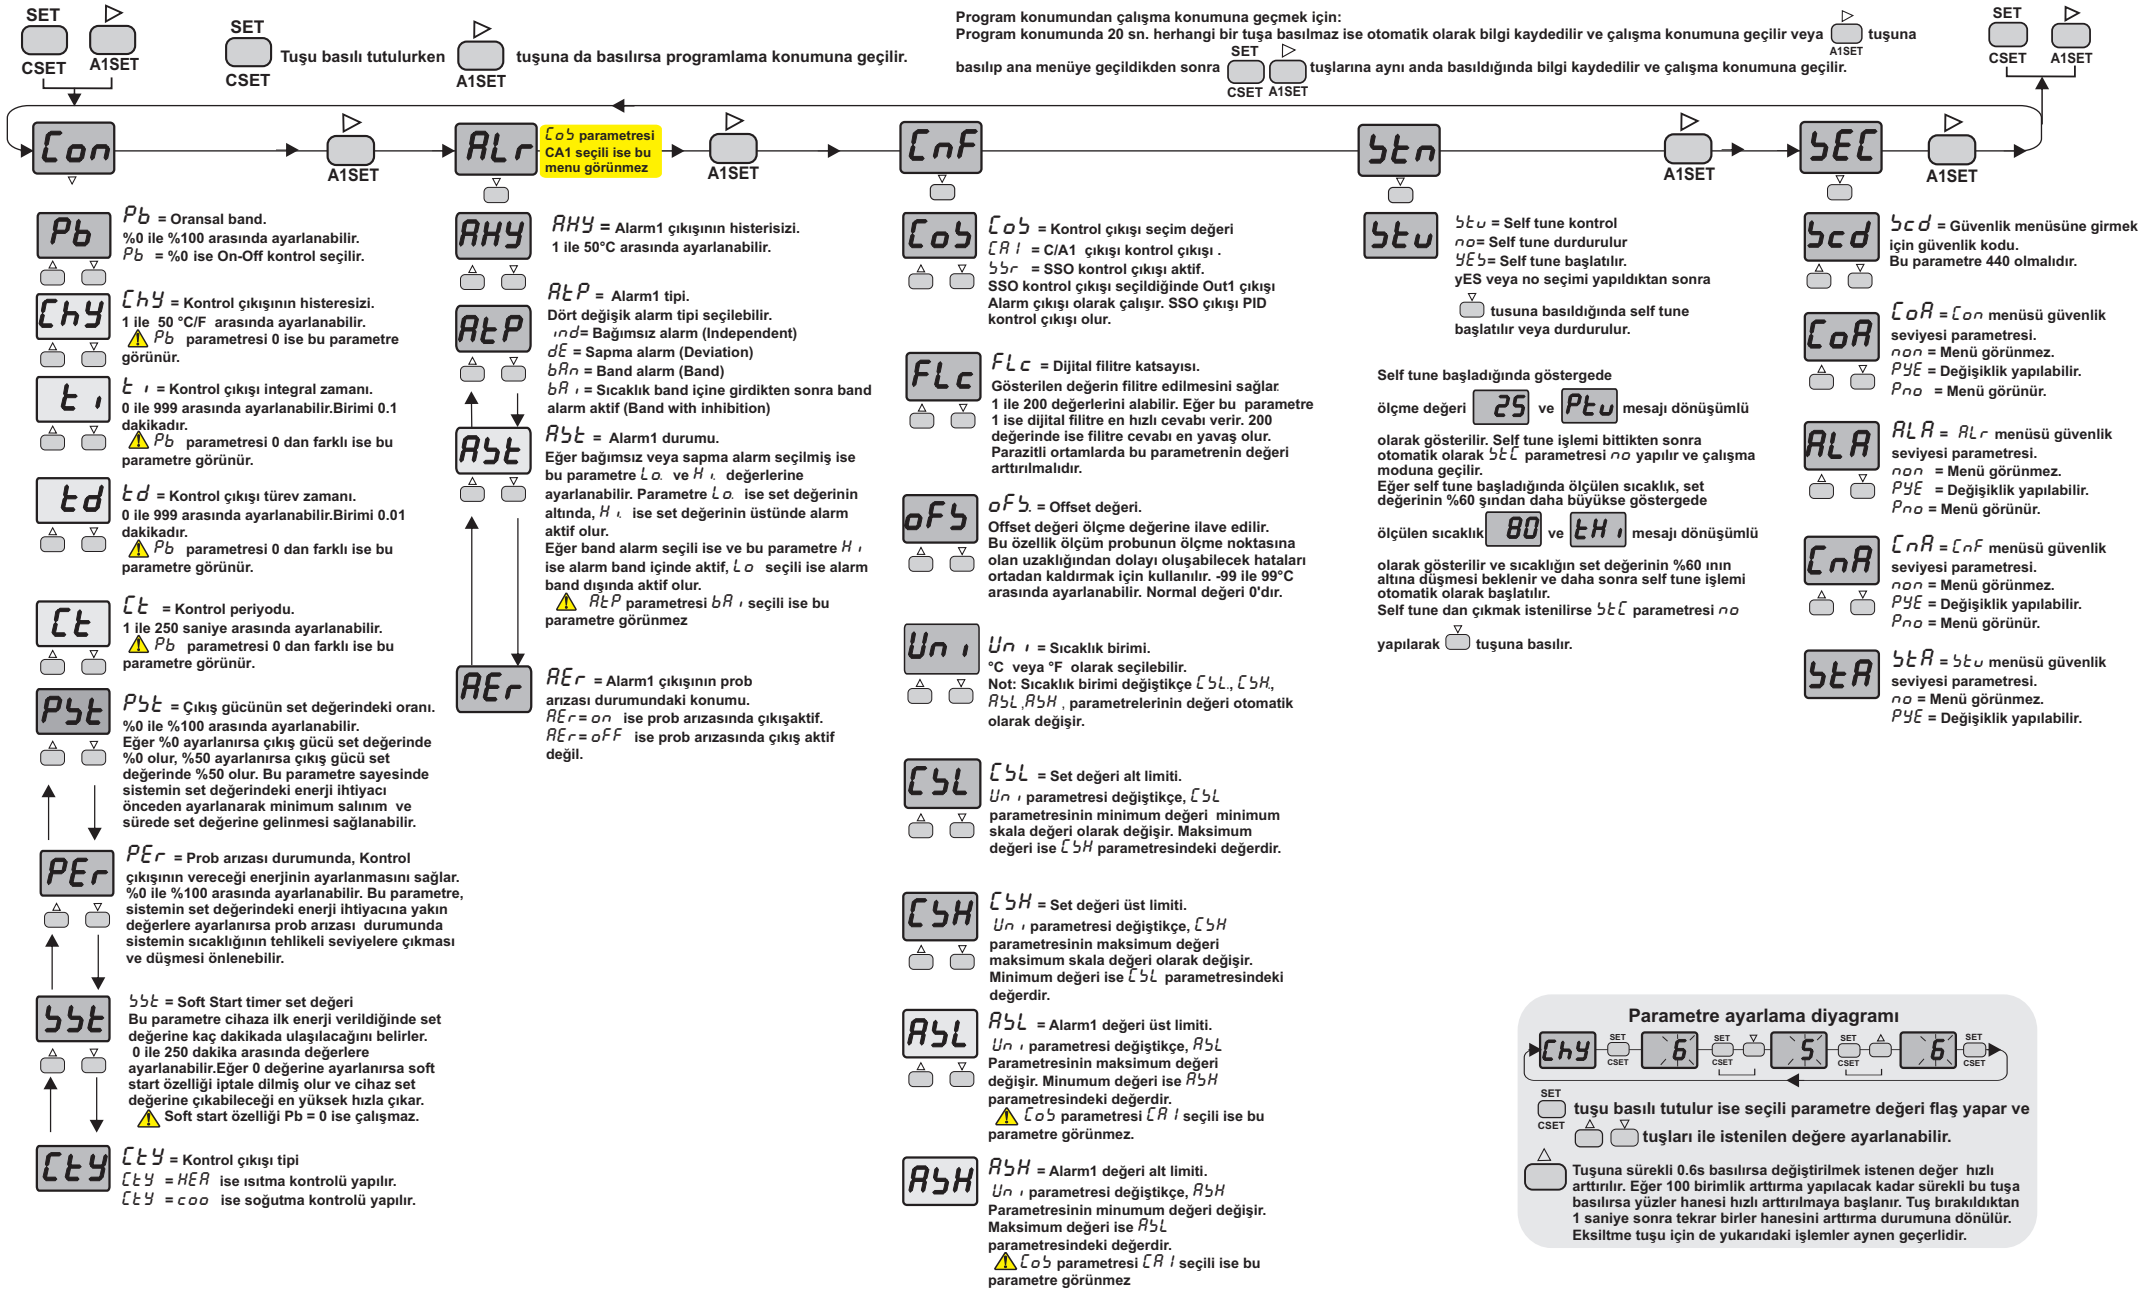 SET
CSET
A1SET
SET
CSET
Tuşu basılı tutulurken
A1SET
tuşuna da basılırsa programlama konumuna geçilir.
Program konumundan çalışma konumuna geçmek için:
Program konumunda 20 sn. herhangi bir tuşa basılmaz ise otomatik olarak bilgi kaydedilir ve çalışma konumuna geçilir veya A1SET tuşuna
basılıp ana menüye geçildikden sonra SET CSET A1SET tuşlarına aynı anda basıldığında bilgi kaydedilir ve çalışma konumuna geçilir.
SET
CSET
A1SET
Con
A1SET
ALr
CoS parametresi
CA1 seçili ise bu
menu görünmez
A1SET
CnF
Stn
A1SET
SEC
A1SET
Pb
Pb = Oransal band.
%0 ile %100 arasında ayarlanabilir.
Pb = %0 ise On-Off kontrol seçilir.
ChY
ChY = Kontrol çıkışının histeresizi.
1 ile 50 °C/F arasında ayarlanabilir.
Pb parametresi 0 ise bu parametre
görünür.
ti
ti = Kontrol çıkışı integral zamanı.
0 ile 999 arasında ayarlanabilir.Birimi 0.1
dakikadır.
Pb parametresi 0 dan farklı ise bu
parametre görünür.
td
td = Kontrol çıkışı türev zamanı.
0 ile 999 arasında ayarlanabilir.Birimi 0.01
dakikadır.
Pb parametresi 0 dan farklı ise bu
parametre görünür.
Ct
Ct = Kontrol periyodu.
1 ile 250 saniye arasında ayarlanabilir.
Pb parametresi 0 dan farklı ise bu
parametre görünür.
PSt
PSt = Çıkış gücünün set değerindeki oranı.
%0 ile %100 arasında ayarlanabilir.
Eğer %0 ayarlanırsa çıkış gücü set değerinde
%0 olur, %50 ayarlanırsa çıkış gücü set
değerinde %50 olur. Bu parametre sayesinde
sistemin set değerindeki enerji ihtiyacı
önceden ayarlanarak minimum salınım ve
sürede set değerine gelinmesi sağlanabilir.
PEr
PEr = Prob arızası durumunda, Kontrol
çıkışının vereceği enerjinin ayarlanmasını sağlar.
%0 ile %100 arasında ayarlanabilir. Bu parametre,
sistemin set değerindeki enerji ihtiyacına yakın
değerlere ayarlanırsa prob arızası durumunda
sistemin sıcaklığının tehlikeli seviyelere çıkması
ve düşmesi önlenebilir.
SSt
SSt = Soft Start timer set değeri
Bu parametre cihaza ilk enerji verildiğinde set
değerine kaç dakikada ulaşılacağını belirler.
0 ile 250 dakika arasında değerlere
ayarlanabilir.Eğer 0 değerine ayarlanırsa soft
start özelliği iptale dilmiş olur ve cihaz set
değerine çıkabileceği en yüksek hızla çıkar.
Soft start özelliği Pb = 0 ise çalışmaz.
CtY
CtY = Kontrol çıkışı tipi
CtY = HEA ise ısıtma kontrolü yapılır.
CtY = coo ise soğutma kontrolü yapılır.
AHY
AHY = Alarm1 çıkışının histerisizi.
1 ile 50°C arasında ayarlanabilir.
AtP
AtP = Alarm1 tipi.
Dört değişik alarm tipi seçilebilir.
ind= Bağımsız alarm (Independent)
dE = Sapma alarm (Deviation)
bAn = Band alarm (Band)
bAi = Sıcaklık band içine girdikten sonra band
alarm aktif (Band with inhibition)
ASt
ASt = Alarm1 durumu.
Eğer bağımsız veya sapma alarm seçilmiş ise
bu parametre Lo. ve Hi. değerlerine
ayarlanabilir. Parametre Lo. ise set değerinin
altında, Hi. ise set değerinin üstünde alarm
aktif olur.
Eğer band alarm seçili ise ve bu parametre Hi
ise alarm band içinde aktif, Lo seçili ise alarm
band dışında aktif olur.
AtP parametresi bAi seçili ise bu
parametre görünmez
AEr
AEr = Alarm1 çıkışının prob
arızası durumundaki konumu.
AEr= on ise prob arızasında çıkışaktif.
AEr= oFF ise prob arızasında çıkış aktif
değil.
CoS
CoS = Kontrol çıkışı seçim değeri
CA1 = C/A1 çıkışı kontrol çıkışı .
SSr = SSO kontrol çıkışı aktif.
SSO kontrol çıkışı seçildiğinde Out1 çıkışı
Alarm çıkışı olarak çalışır. SSO çıkışı PID
kontrol çıkışı olur.
FLc
FLc = Dijital filitre katsayısı.
Gösterilen değerin filitre edilmesini sağlar
1 ile 200 değerlerini alabilir. Eğer bu parametre
1 ise dijital filitre en hızlı cevabı verir. 200
değerinde ise filitre cevabı en yavaş olur.
Parazitli ortamlarda bu parametrenin değeri
arttırılmalıdır.
oFS
oFS. = Offset değeri.
Offset değeri ölçme değerine ilave edilir.
Bu özellik ölçüm probunun ölçme noktasına
olan uzaklığından dolayı oluşabilecek hataları
ortadan kaldırmak için kullanılır. -99 ile 99°C
arasında ayarlanabilir. Normal değeri 0'dır.
Uni
Uni = Sıcaklık birimi.
°C veya °F olarak seçilebilir.
Not: Sıcaklık birimi değiştikçe CSL., CSH.,
ASL ,ASH , parametrelerinin değeri otomatik
olarak değişir.
CSL
CSL = Set değeri alt limiti.
Uni parametresi değiştikçe, CSL
parametresinin minimum değeri minimum
skala değeri olarak değişir. Maksimum
değeri ise CSH parametresindeki değerdir.
CSH
CSH = Set değeri üst limiti.
Uni parametresi değiştikçe, CSH
parametresinin maksimum değeri
maksimum skala değeri olarak değişir.
Minimum değeri ise CSL parametresindeki
değerdir.
ASL
ASL = Alarm1 değeri üst limiti.
Uni parametresi değiştikçe, ASL
Parametresinin maksimum değeri
değişir. Minumum değeri ise ASH
parametresindeki değerdir.
CoS parametresi CA1 seçili ise bu
parametre görünmez.
ASH
ASH = Alarm1 değeri alt limiti.
Uni parametresi değiştikçe, ASH
Parametresinin minumum değeri değişir.
Maksimum değeri ise ASL
parametresindeki değerdir.
CoS parametresi CA1 seçili ise bu
parametre görünmez
Stu
Stu = Self tune kontrol
no= Self tune durdurulur
YES= Self tune başlatılır.
yES veya no seçimi yapıldıktan sonra
tusuna basıldığında self tune
başlatılır veya durdurulur.
Self tune başladığında göstergede
ölçme değeri 25 ve Ptu mesajı dönüşümlü
olarak gösterilir. Self tune işlemi bittikten sonra
otomatik olarak StC parametresi no yapılır ve çalışma
moduna geçilir.
Eğer self tune başladığında ölçülen sıcaklık, set
değerinin %60 şından daha büyükse göstergede
ölçülen sıcaklık 80 ve tHi mesajı dönüşümlü
olarak gösterilir ve sıcaklığın set değerinin %60 ının
altına düşmesi beklenir ve daha sonra self tune işlemi
otomatik olarak başlatılır.
Self tune dan çıkmak istenilirse StC parametresi no
yapılarak tuşuna basılır.
Scd
Scd = Güvenlik menüsüne girmek
için güvenlik kodu.
Bu parametre 440 olmalıdır.
CoA
CoA = Con menüsü güvenlik
seviyesi parametresi.
non = Menü görünmez.
PYE = Değişiklik yapılabilir.
Pno = Menü görünür.
ALA
ALA = ALr menüsü güvenlik
seviyesi parametresi.
non = Menü görünmez.
PYE = Değişiklik yapılabilir.
Pno = Menü görünür.
CnA
CnA = CnF menüsü güvenlik
seviyesi parametresi.
non = Menü görünmez.
PYE = Değişiklik yapılabilir.
Pno = Menü görünür.
StA
StA = Stu menüsü güvenlik
seviyesi parametresi.
no = Menü görünmez.
PYE = Değişiklik yapılabilir.
Parametre ayarlama diyagramı
ChY SET CSET 6 SET CSET 5 SET CSET 6 SET CSET
SET
CSET
tuşu basılı tutulur ise seçili parametre değeri flaş yapar ve
tuşları ile istenilen değere ayarlanabilir.
Tuşuna sürekli 0.6s basılırsa değiştirilmek istenen değer hızlı
arttırılır. Eğer 100 birimlik arttırma yapılacak kadar sürekli bu tuşa
basılırsa yüzler hanesi hızlı arttırılmaya başlanır. Tuş bırakıldıktan
1 saniye sonra tekrar birler hanesini arttırma durumuna dönülür.
Eksiltme tuşu için de yukarıdaki işlemler aynen geçerlidir.